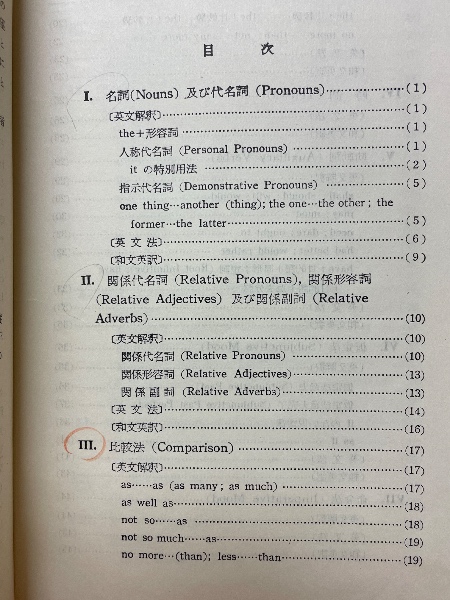 目 次
I. 名詞(Nouns) 及び代名詞 (Pronouns)……………(1)
〔英文解釈〕……………(1)
the+形容詞……………(1)
人称代名詞 (Personal Pronouns)……………(1)
it の特別用法……………(2)
指示代名詞 (Demonstrative Pronouns)……………(5)
one thing…another (thing); the one…the other; the
former…the latter……………(5)
〔英 文 法〕……………(6)
〔和文英訳〕……………(9)
II. 関係代名詞 (Relative Pronouns), 関係形容詞
(Relative Adjectives) 及び関係副詞 (Relative
Adverbs)……………(10)
〔英文解釈〕……………(10)
関係代名詞 (Relative Pronouns)……………(10)
関係形容詞 (Relative Adjectives)……………(13)
関 係 副 詞 (Relative Adverbs)……………(13)
〔英 文 法〕……………(14)
〔和文英訳〕……………(16)
III. 比較法 (Comparison)……………(17)
〔英文解釈〕……………(17)
as……as (as many; as much)……………(17)
as well as……………(18)
not so……as……………(18)
not so much……as……………(19)
no more…(than); less……than……………(19)